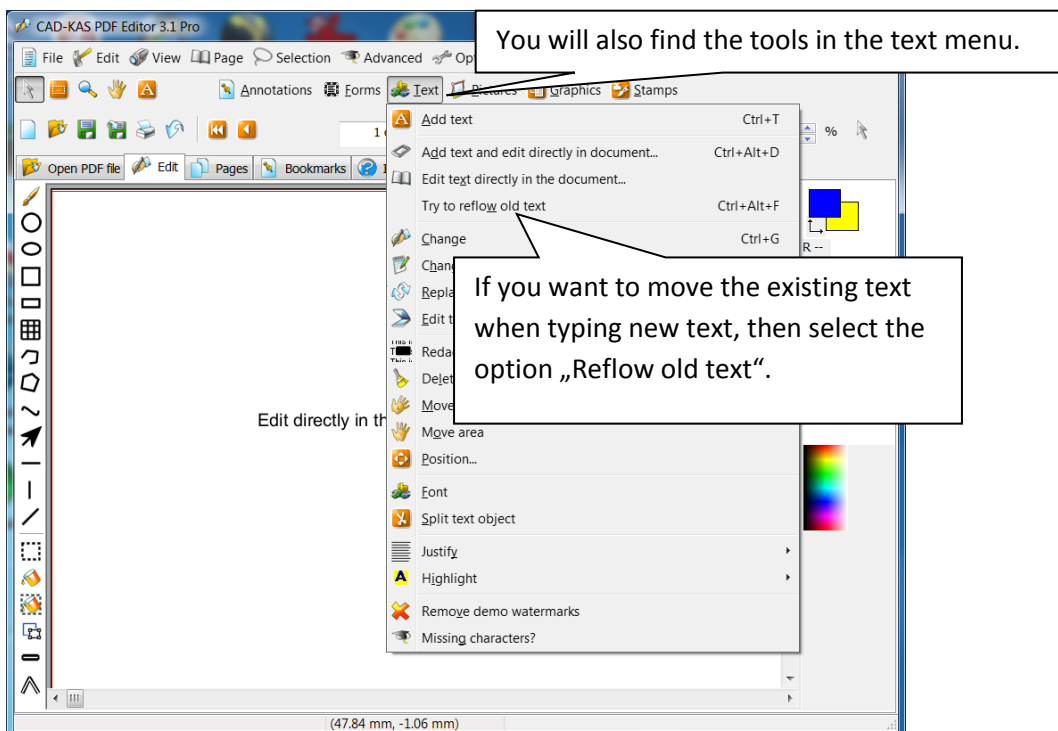 CAD-KAS PDF Editor 3.1 Pro
You will also find the tools in the text menu.
File Edit View Page Selection Advanced
Annotations Forms Text Pictures Graphics Stamps
1
%
Open PDF file Edit Pages Bookmarks
Add text Ctrl+T
Add text and edit directly in document... Ctrl+Alt+D
Edit text directly in the document...
Try to reflow old text Ctrl+Alt+F
Change Ctrl+G
R --
If you want to move the existing text
when typing new text, then select the
option „Reflow old text“.
Edit directly in
Move area
Position...
Font
Split text object
Justify
Highlight
Remove demo watermarks
Missing characters?
(47.84 mm, -1.06 mm)